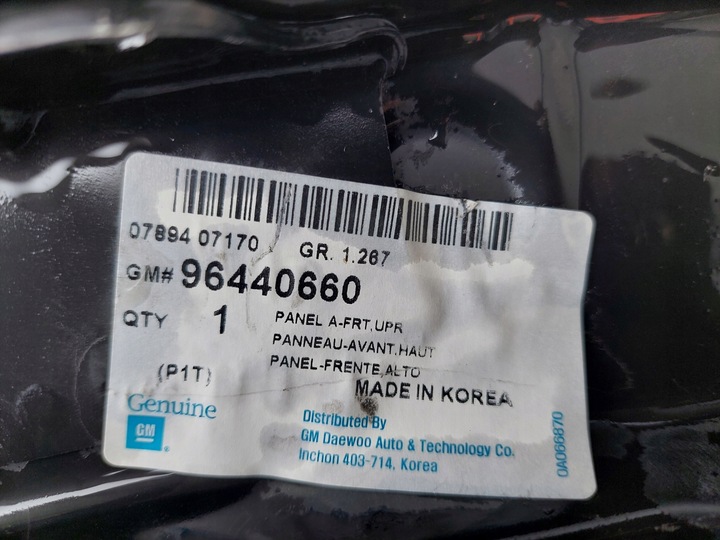 07894 07170 GR. 1.267
GM# 96440660
QTY 1 PANEL A-FRT,UPR
PANNEAU-AVANT,HAUT
PANEL-FRENTE,ALTO
(P1T) MADE IN KOREA
Genuine
GM
Distributed By
GM Daewoo Auto & Technology Co.
Inchon 403-714, Korea
0A066870